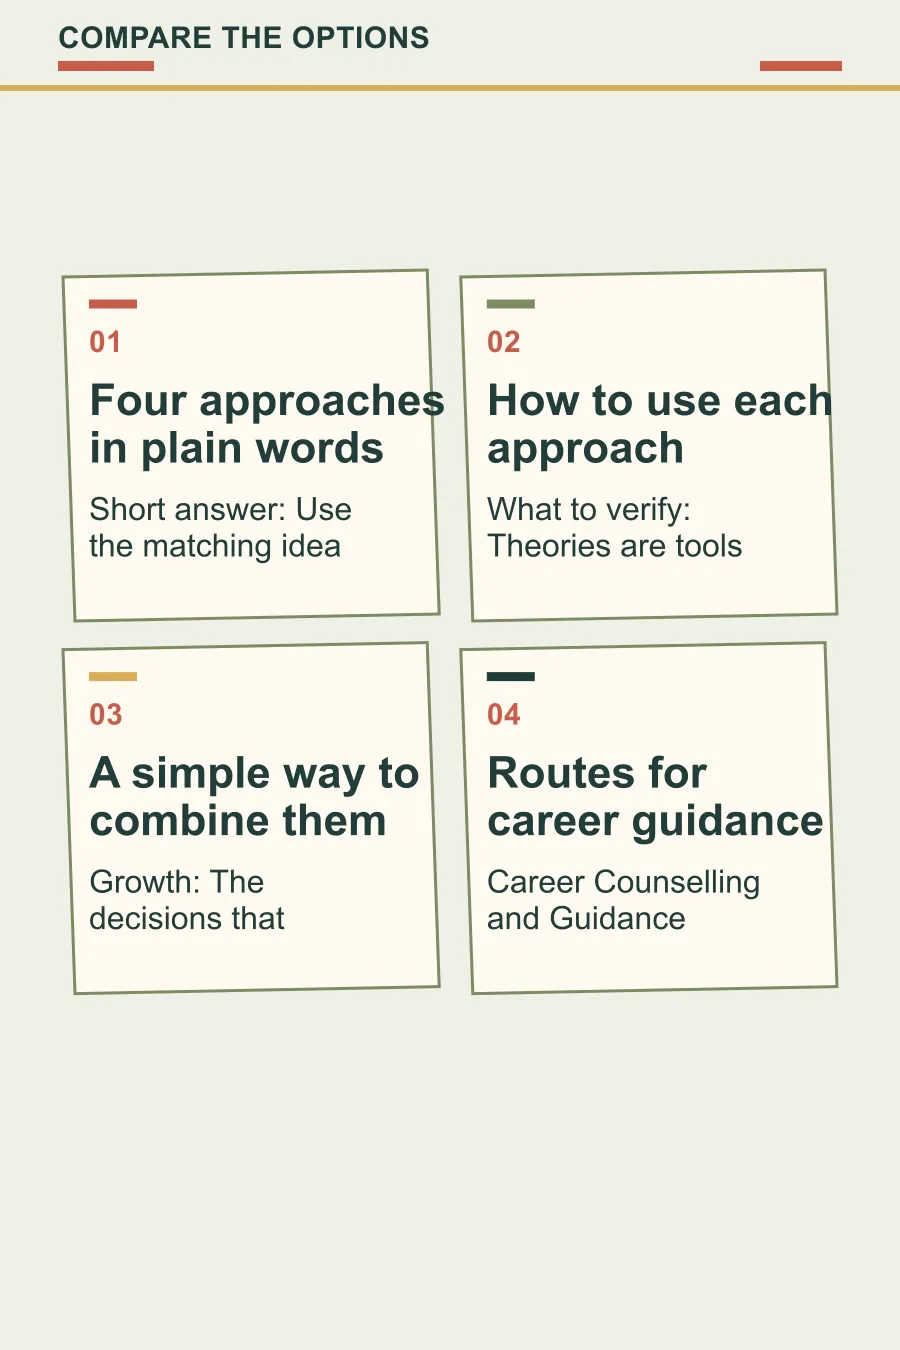 COMPARE THE OPTIONS
01
Four approaches
in plain words
Short answer: Use
the matching idea
02
How to use each
approach
What to verify:
Theories are tools
03
A simple way to
combine them
Growth: The
decisions that
04
Routes for
career guidance
Career Counselling
and Guidance